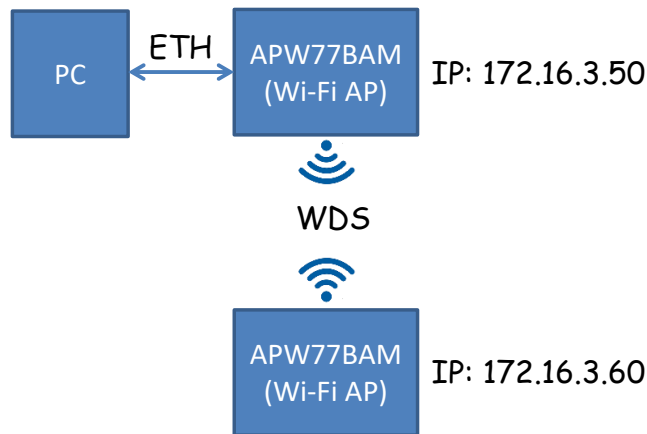 PC
ETH
APW77BAM
(Wi-Fi AP)
IP: 172.16.3.50
WDS
APW77BAM
(Wi-Fi AP)
IP: 172.16.3.60